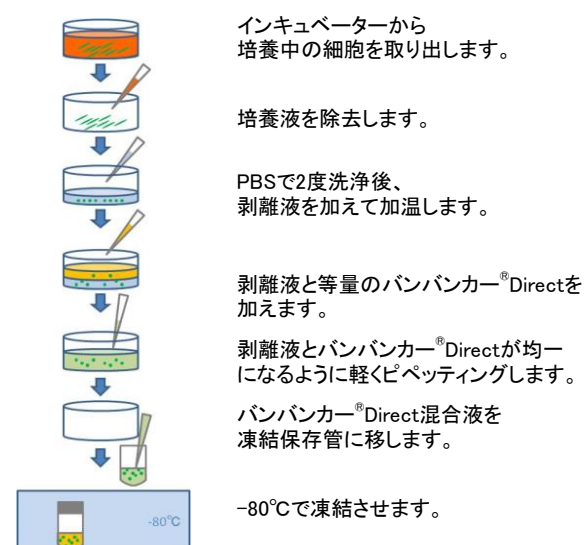 インキュベーターから
培養中の細胞を取り出します。
培養液を除去します。
PBSで2度洗浄後、
剥離液を加えて加温します。
剥離液と等量のバンバンカー®Directを
加えます。
剥離液とバンバンカー®Directが均一
になるように軽くピペッティングします。
バンバンカー®Direct混合液を
凍結保存管に移します。
-80℃
-80℃で凍結させます。